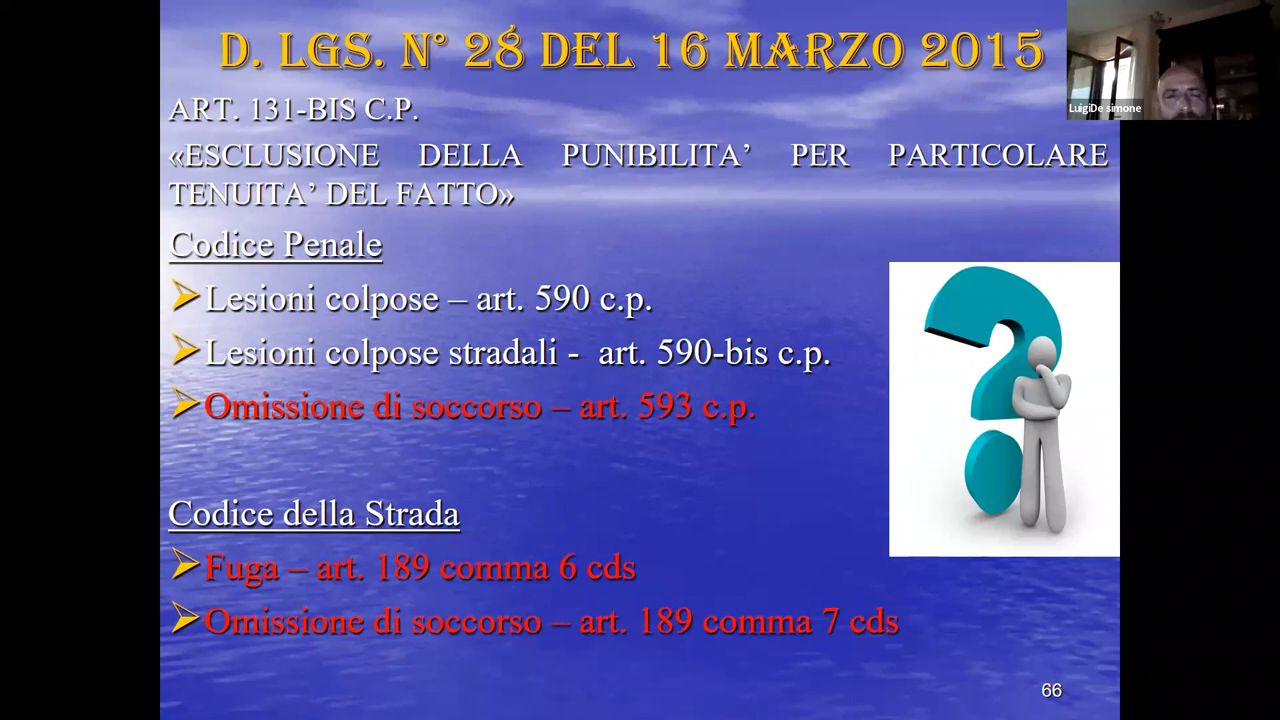 D. LGS. N° 28 DEL 16 MARZO 2015
LuigiDe simone
ART. 131-BIS C.P.
«ESCLUSIONE DELLA PUNIBILITA’ PER PARTICOLARE
TENUITA’ DEL FATTO»
Codice Penale
Lesioni colpose – art. 590 c.p.
Lesioni colpose stradali - art. 590-bis c.p.
Omissione di soccorso – art. 593 c.p.
Codice della Strada
Fuga – art. 189 comma 6 cds
Omissione di soccorso – art. 189 comma 7 cds
66